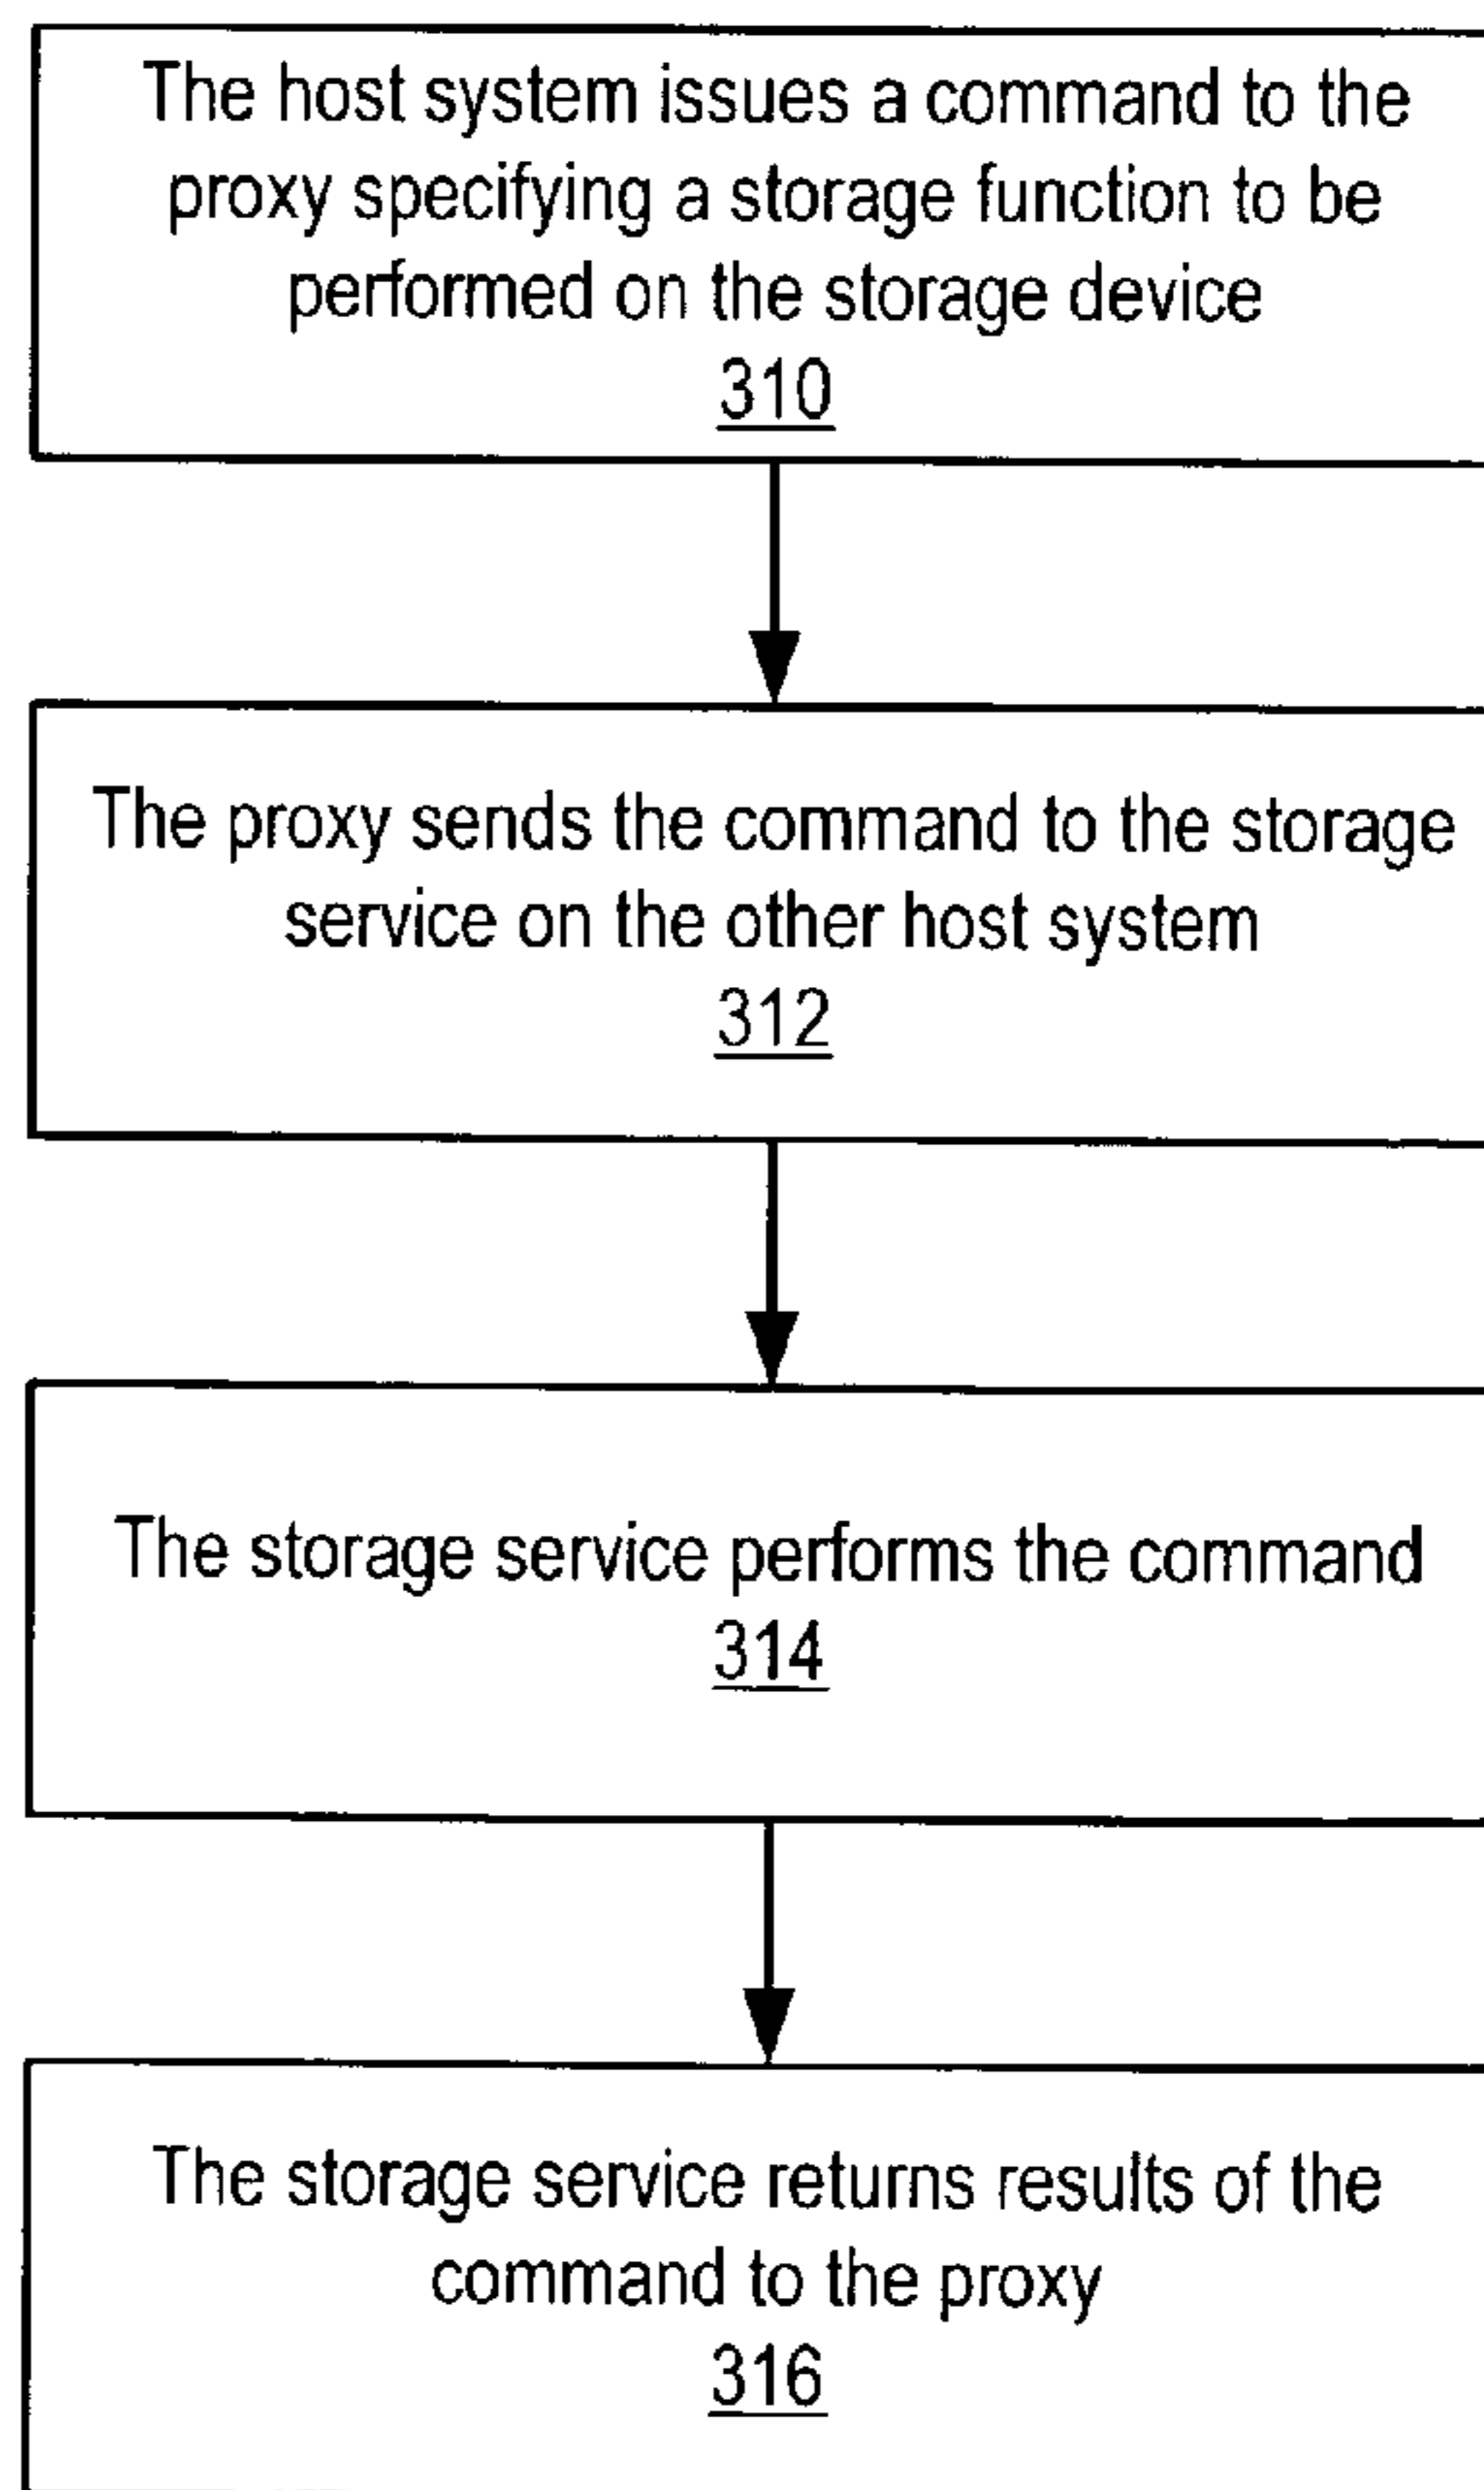 The host system issues a command to the
proxy specifying a storage function to be
performed on the storage device
310
The proxy sends the command to the storage
service on the other host system
312
The storage service performs the command
314
The storage service returns results of the
command to the proxy
316